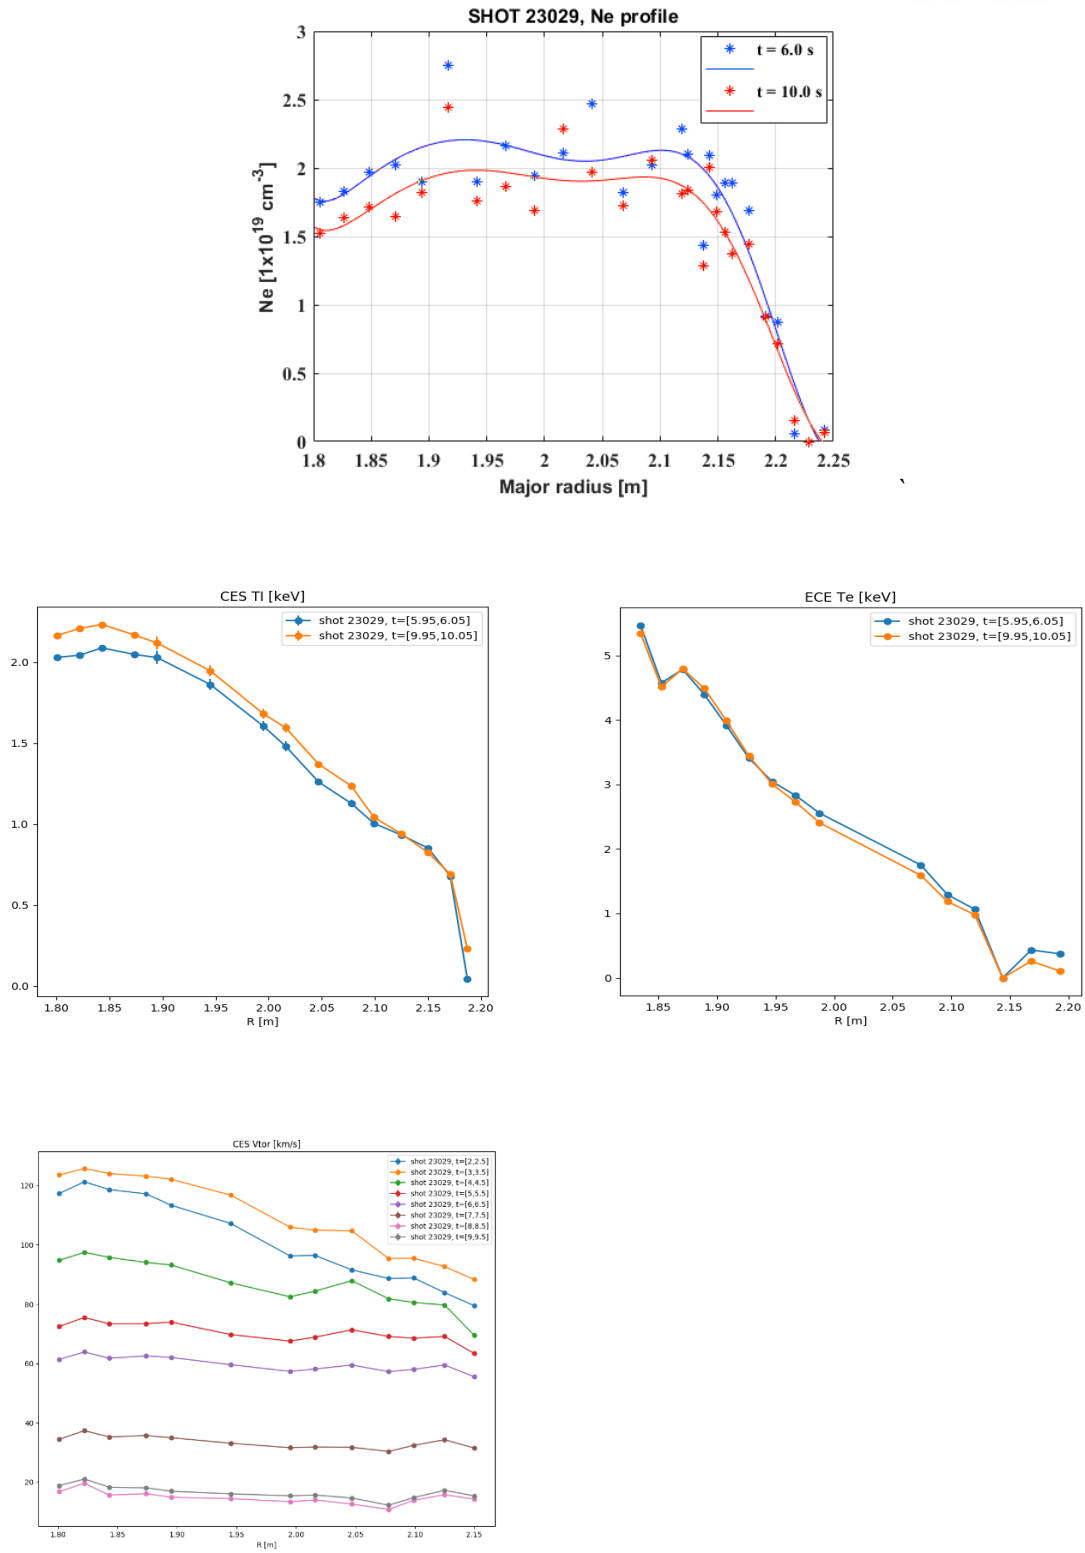 SHOT 23029, Ne profile
3
2.5
2
1.5
1
0.5
0
Ne [1x10^19 cm^-3]
t = 6.0 s
t = 10.0 s
1.8 1.85 1.9 1.95 2 2.05 2.1 2.15 2.2 2.25
Major radius [m]
`
CES TI [keV]
shot 23029, t=[5.95,6.05]
shot 23029, t=[9.95,10.05]
2.0
1.5
1.0
0.5
0.0
1.80 1.85 1.90 1.95 2.00 2.05 2.10 2.15 2.20
R [m]
ECE Te [keV]
shot 23029, t=[5.95,6.05]
shot 23029, t=[9.95,10.05]
5
4
3
2
1
0
1.85 1.90 1.95 2.00 2.05 2.10 2.15 2.20
R [m]
CES Vtor [km/s]
shot 23029, t=[2,2.5]
shot 23029, t=[3,3.5]
shot 23029, t=[4,4.5]
shot 23029, t=[5,5.5]
shot 23029, t=[6,6.5]
shot 23029, t=[7,7.5]
shot 23029, t=[8,8.5]
shot 23029, t=[9,9.5]
120
100
80
60
40
20
1.80 1.85 1.90 1.95 2.00 2.05 2.10 2.15
R [m]